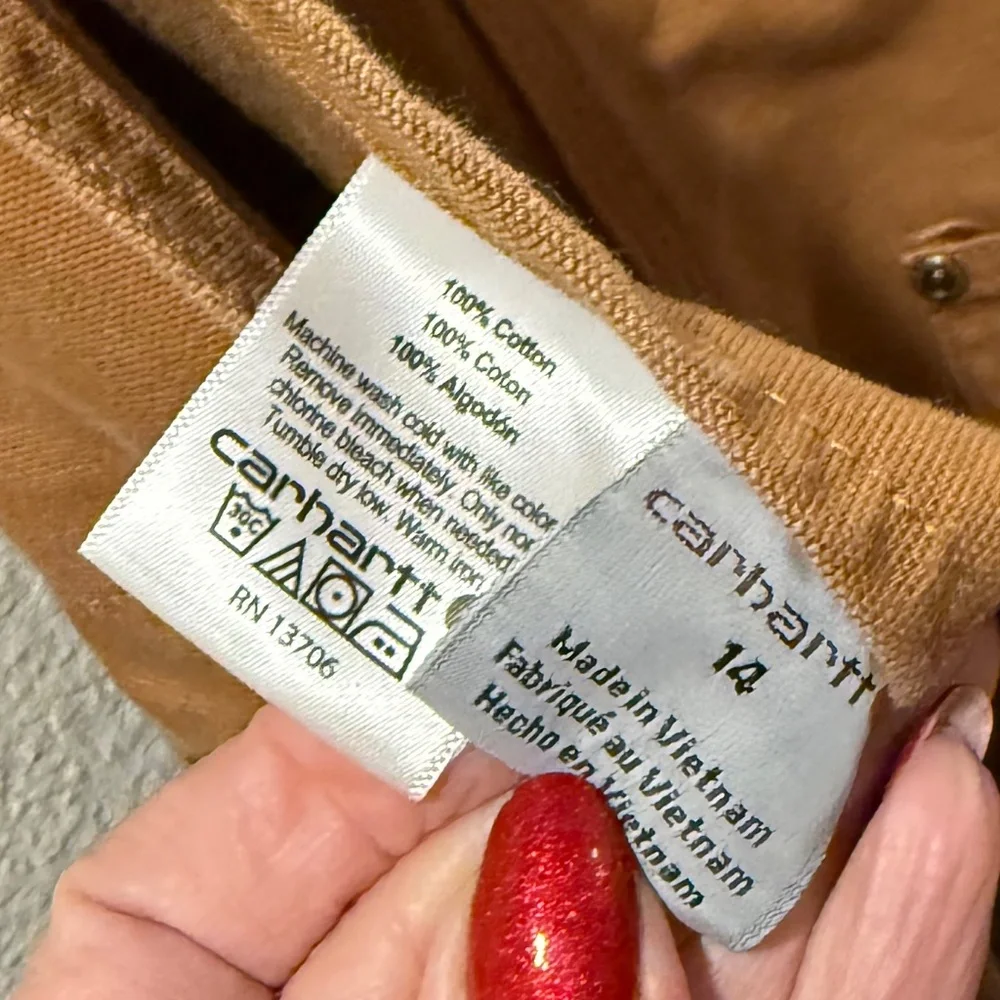 100% Cotton
100% Coton
100% Algodón
Machine wash cold with like color
Remove Immediately. Only non
chlorine bleach when needed
Tumble dry low. Warm iron
carhartt
30C
RN 13706
carhartt
14
Made in Vietnam
Fabriqué au Vietnam
Hecho en Vietnam